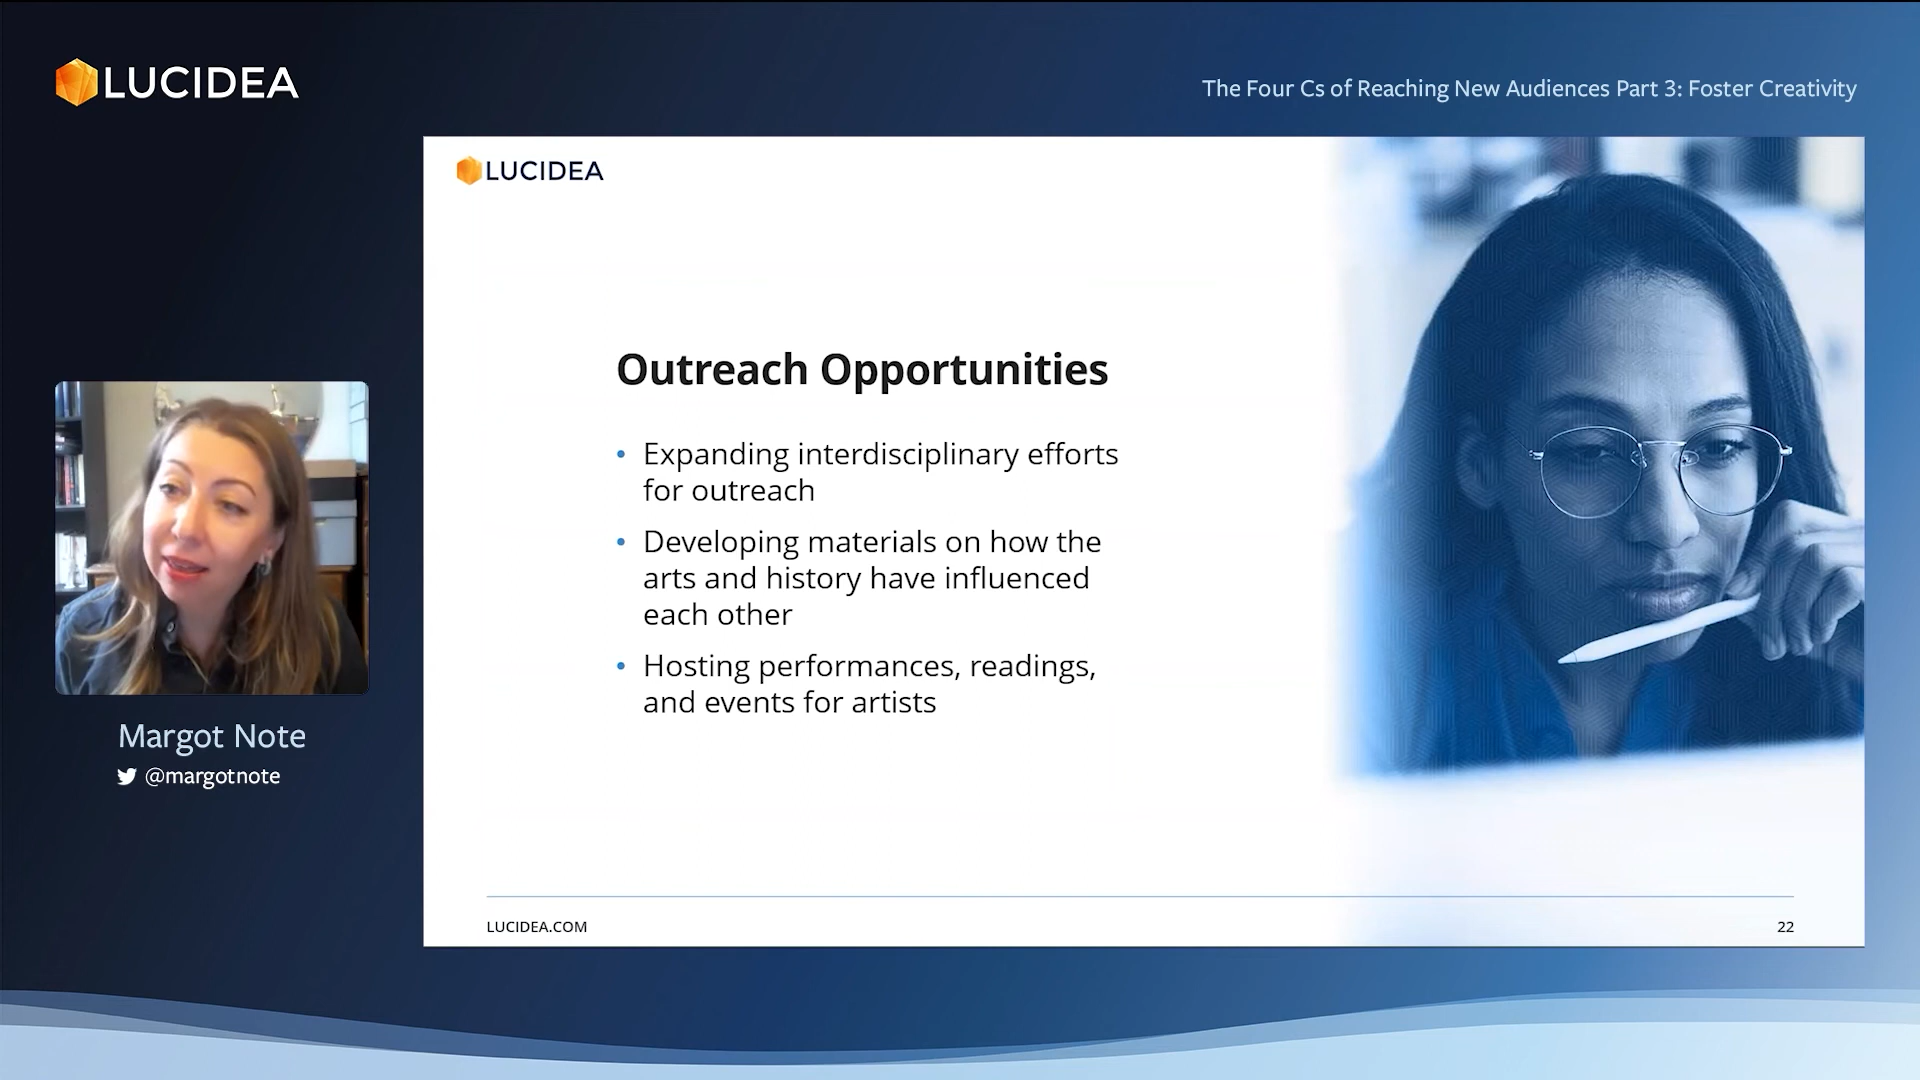 LUCIDEA
The Four Cs of Reaching New Audiences Part 3: Foster Creativity
LUCIDEA
Outreach Opportunities
• Expanding interdisciplinary efforts
for outreach
• Developing materials on how the
arts and history have influenced
each other
• Hosting performances, readings,
and events for artists
Margot Note
@margotnote
LUCIDEA.COM
22